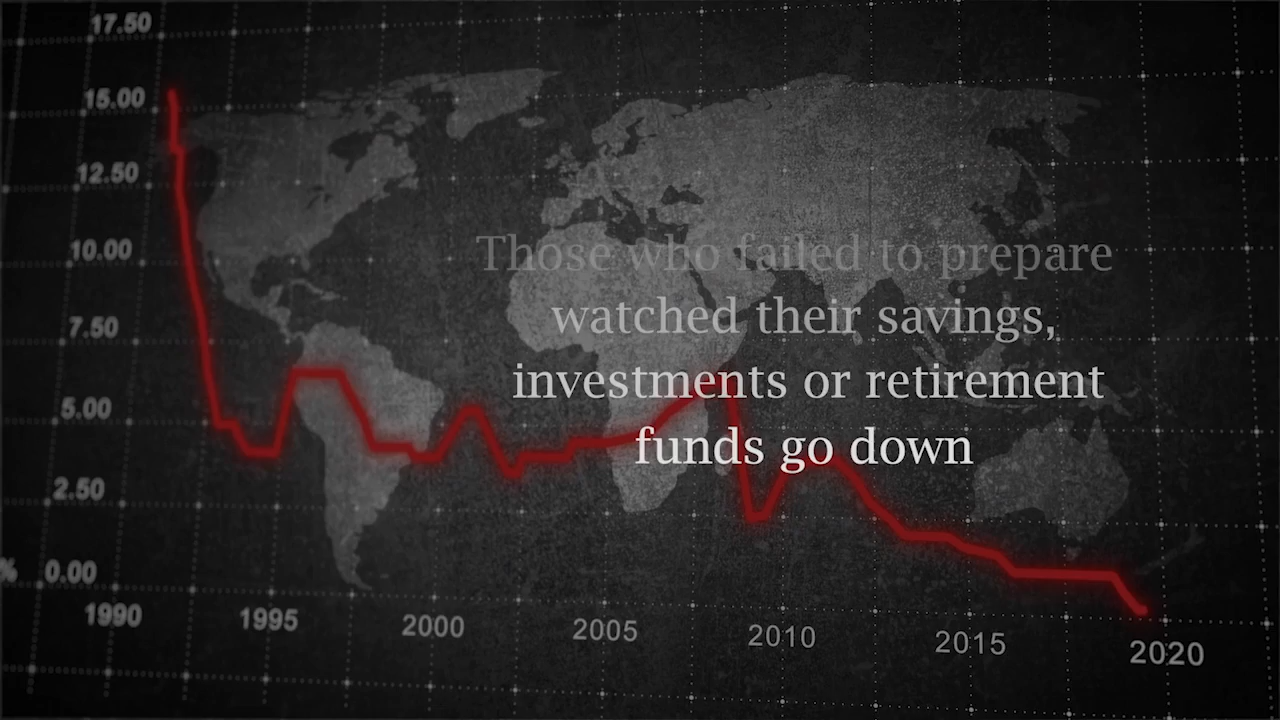 17.50
15.00
12.50
10.00
7.50
5.00
2.50
% 0.00
1990 1995 2000 2005 2010 2015 2020
Those who failed to prepare
watched their savings,
investments or retirement
funds go down